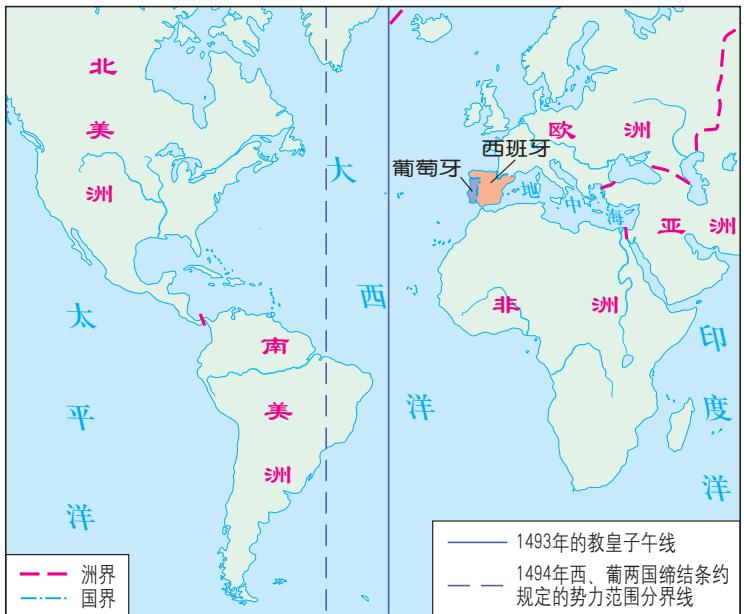 北
美
洲
大
西
洋
欧 洲
西班牙
葡萄牙
地
中
海
亚 洲
非 洲
太
平
洋
南
美
洲
印
度
洋
洲界
国界
1493年的教皇子午线
1494年西、葡两国缔结条约
规定的势力范围分界线